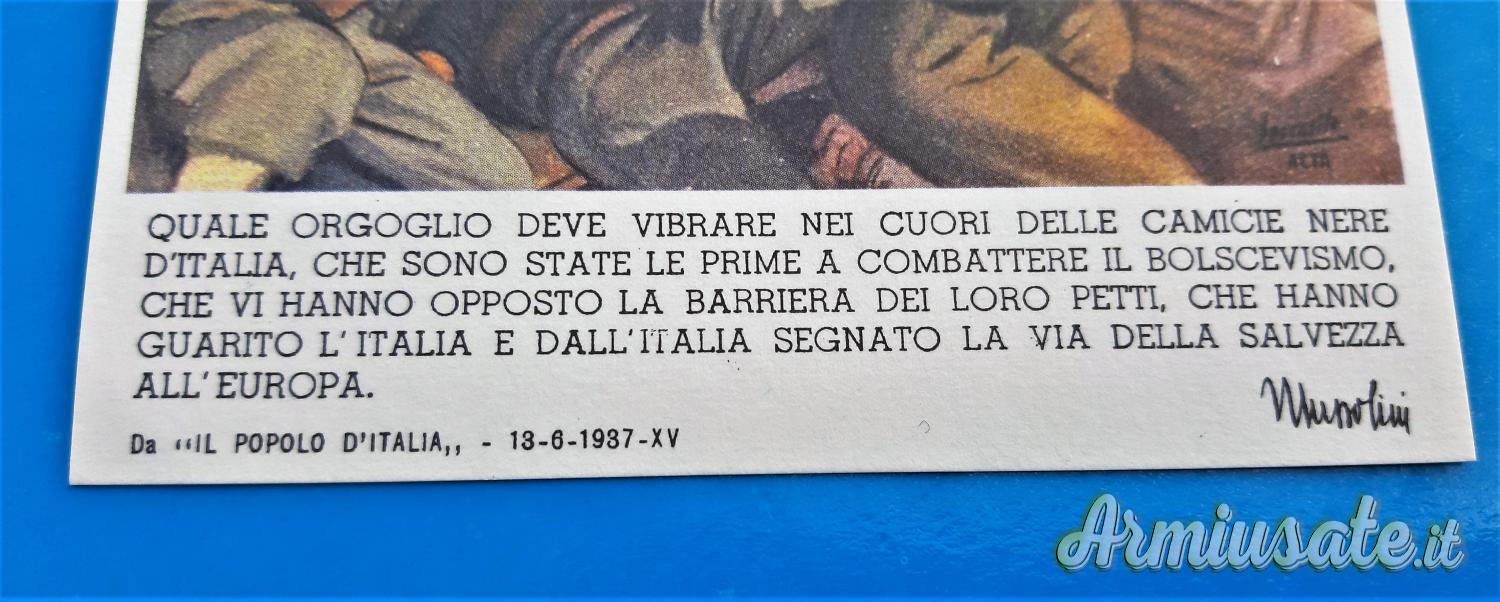 ACTA
QUALE ORGOGLIO DEVE VIBRARE NEI CUORI DELLE CAMICIE NERE
D'ITALIA, CHE SONO STATE LE PRIME A COMBATTERE IL BOLSCEVISMO,
CHE VI HANNO OPPOSTO LA BARRIERA DEI LORO PETTI, CHE HANNO
GUARITO L'ITALIA E DALL'ITALIA SEGNATO LA VIA DELLA SALVEZZA
ALL'EUROPA.
Mussolini
Da ‘‘IL POPOLO D'ITALIA,, - 13-6-1937-XV
Armiusate.it